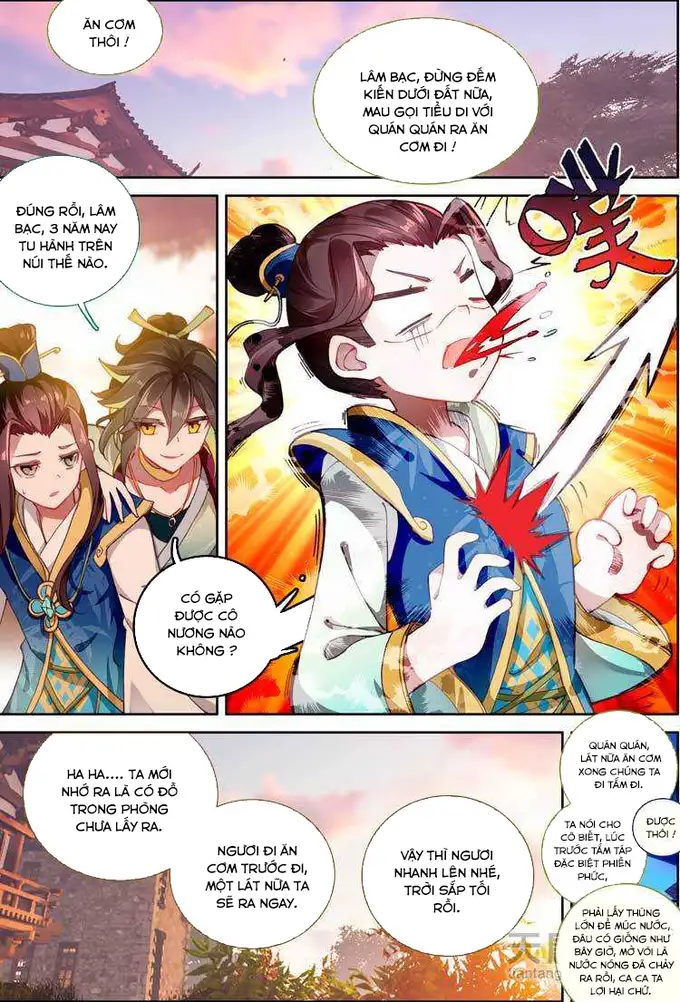 ĂN CƠM
THÔI !
LÂM BẠC, ĐỪNG ĐẾM
KIẾN DƯỚI ĐẤT NỮA,
MAU GỌI TIỂU DI VỚI
QUÁN QUÁN RA ĂN
CƠM ĐI !
ĐÚNG RỒI, LÂM
BẠC, 3 NĂM NAY
TU HÀNH TRÊN
NÚI THẾ NÀO.
噗
CÓ GẶP
ĐƯỢC CÔ
NƯƠNG NÀO
KHÔNG ?
HA HA.... TA MỚI
NHỚ RA LÀ CÓ ĐỒ
TRONG PHÒNG
CHƯA LẤY RA.
NGƯƠI ĐI ĂN
CƠM TRƯỚC ĐI,
MỘT LÁT NỮA TA
SẼ RA NGAY.
VẬY THÌ NGƯƠI
NHANH LÊN NHÉ,
TRỜI SẮP TỐI
RỒI.
QUÁN QUÁN,
LÁT NỮA ĂN CƠM
XONG CHÚNG TA
ĐI TẮM ĐI.
ĐƯỢC
THÔI !
TA NÓI CHO
CÔ BIẾT, LÚC
TRƯỚC TẮM TÁP
ĐẶC BIỆT PHIỀN
PHỨC,
PHẢI LẤY THÙNG
LỚN ĐỂ MÚC NƯỚC,
ĐÂU CÓ GIỐNG NHƯ
BÂY GIỜ, MỞ VÒI LÀ
NƯỚC NÓNG ĐÃ CHẢY
RA RỒI, CA CA TA
LỢI HẠI CHỨ.